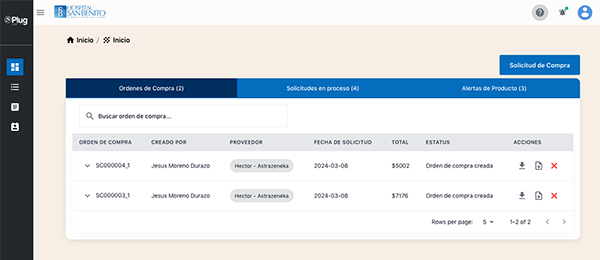 Plug
HOSPITAL
SAN BENITO
Inicio / Inicio
Solicitud de Compra
Ordenes de Compra (2) Solicitudes en proceso (4) Alertas de Producto (3)
Buscar orden de compra...
ORDEN DE COMPRA CREADO POR PROVEEDOR FECHA DE SOLICITUD TOTAL ESTATUS ACCIONES
SC000004_1 Jesus Moreno Durazo Hector - Astrazeneka 2024-03-08 $5002 Orden de compra creada
SC000003_1 Jesus Moreno Durazo Hector - Astrazeneka 2024-03-08 $7176 Orden de compra creada
Rows per page: 5 1–2 of 2